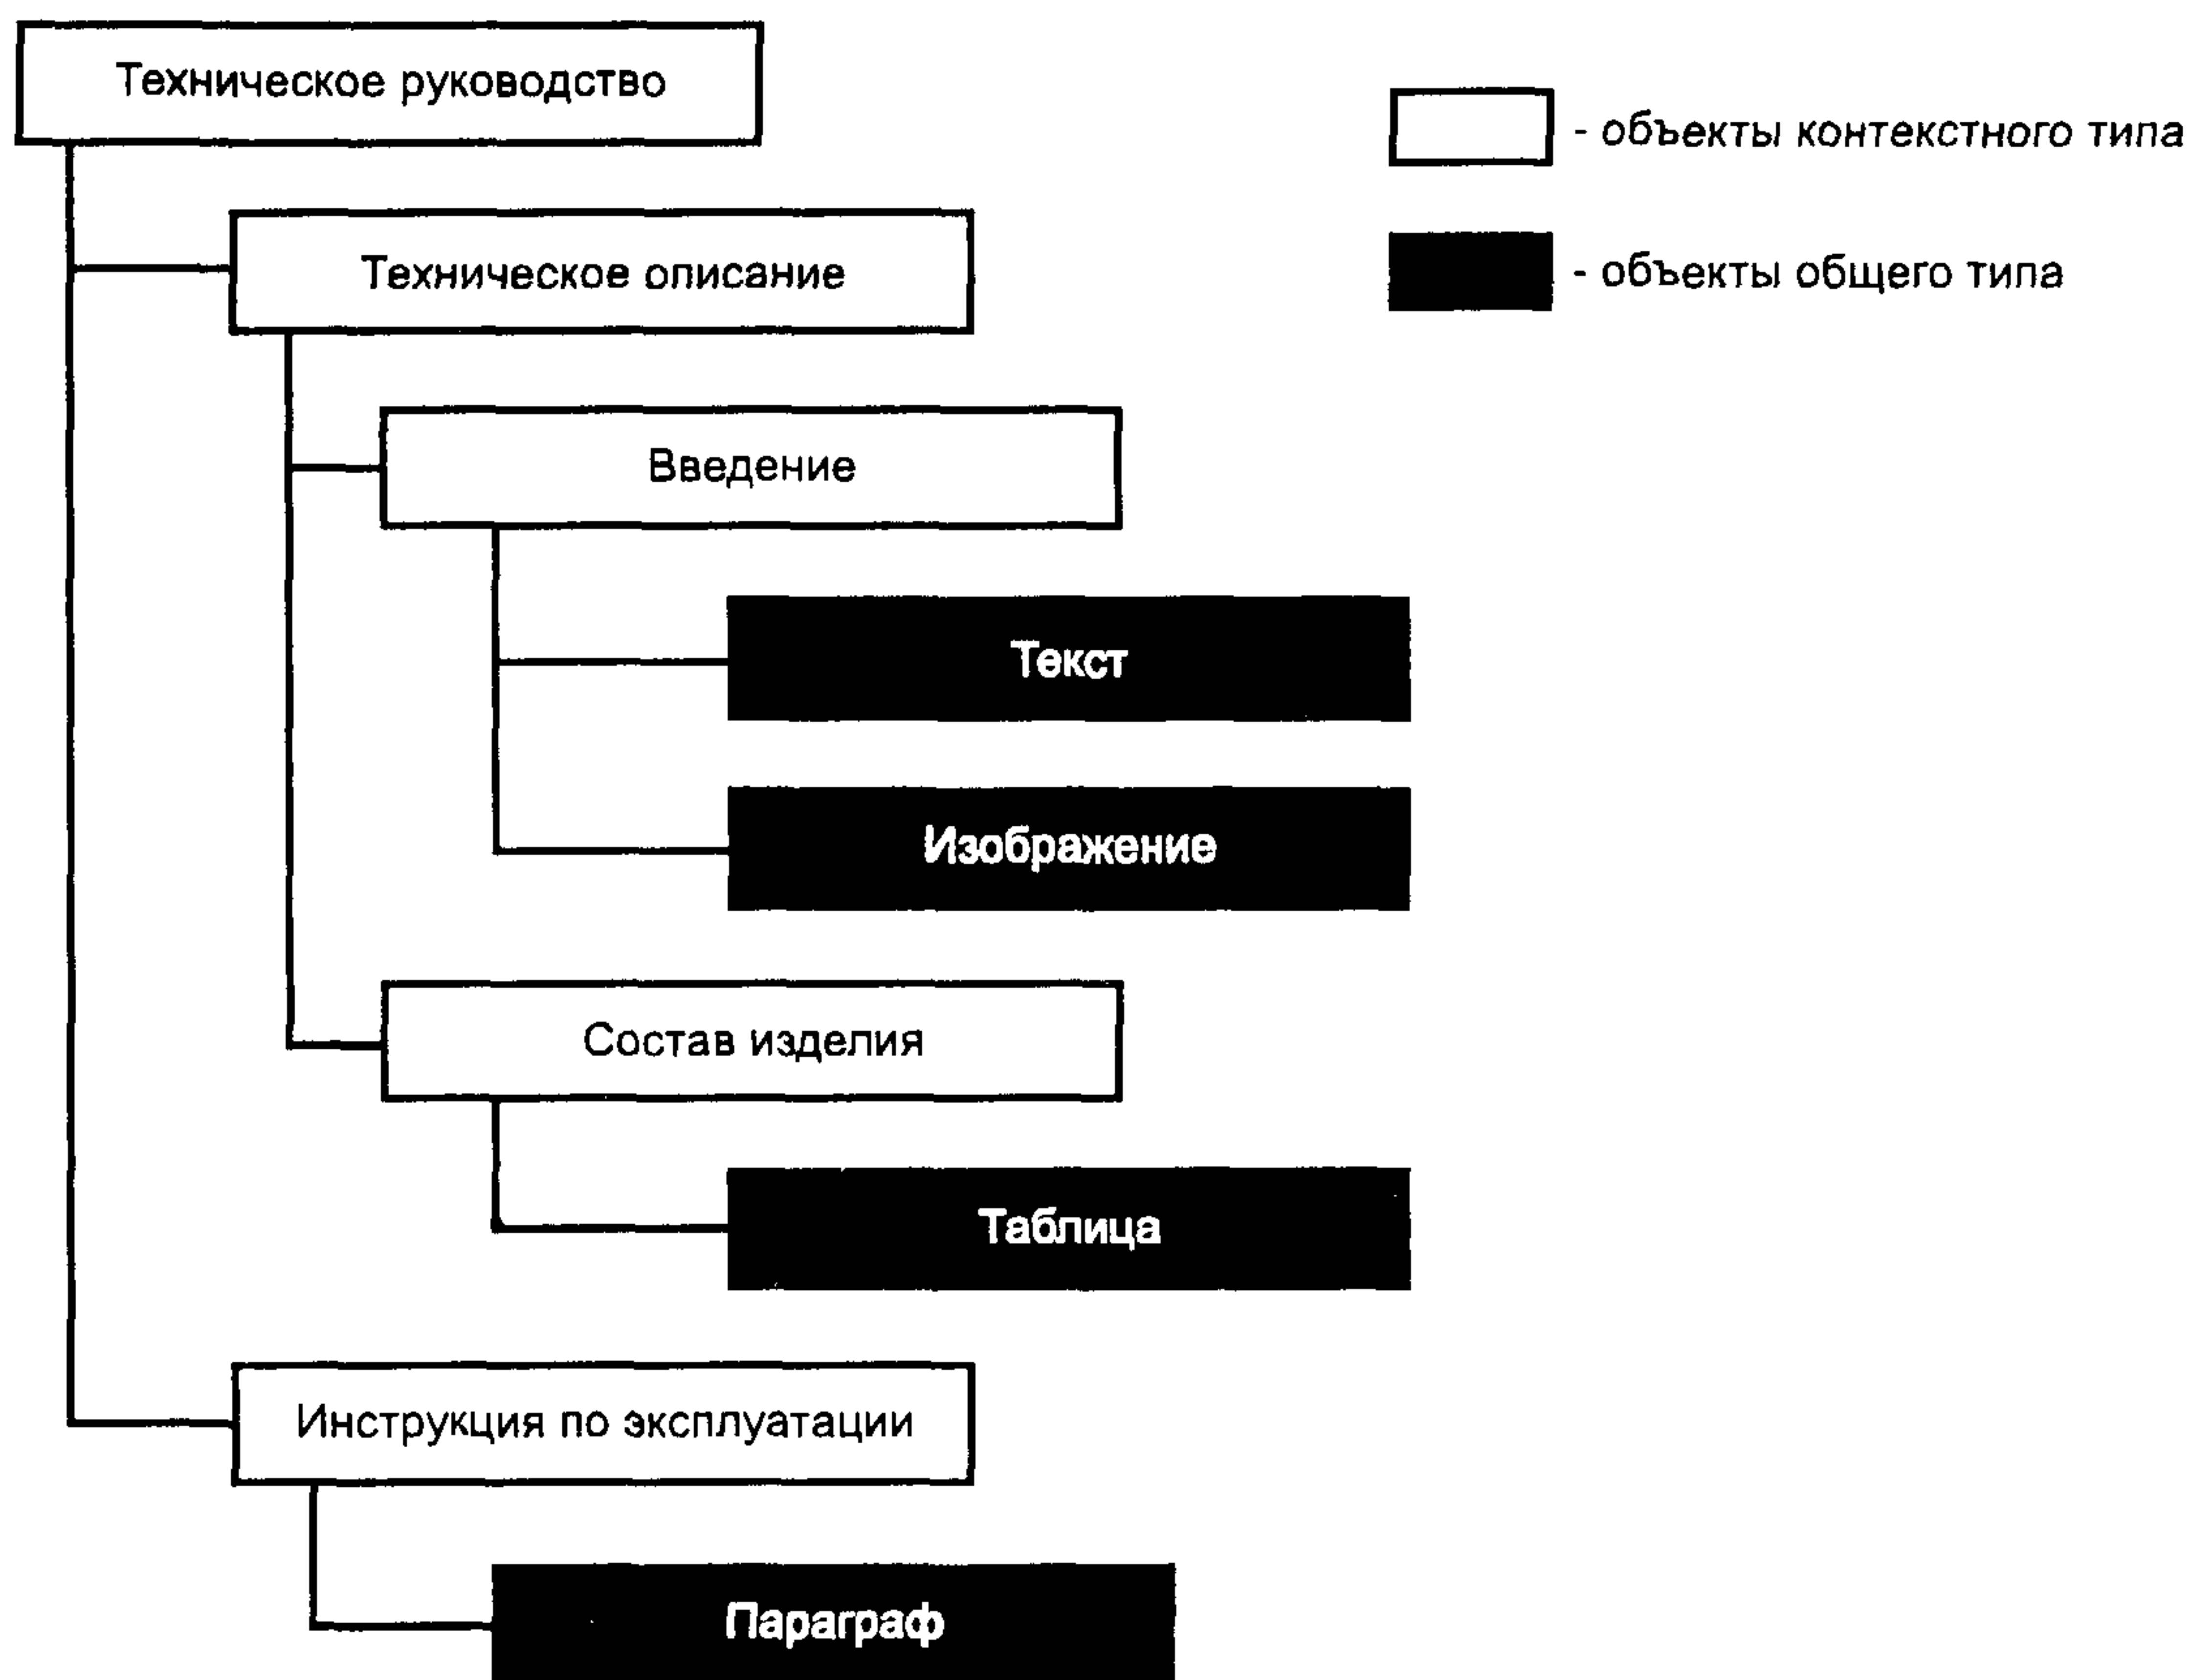 Техническое руководство
- объекты контекстного типа
Техническое описание
- объекты общего типа
Введение
Текст
Изображение
Состав изделия
Таблица
Инструкция по эксплуатации
Параграф